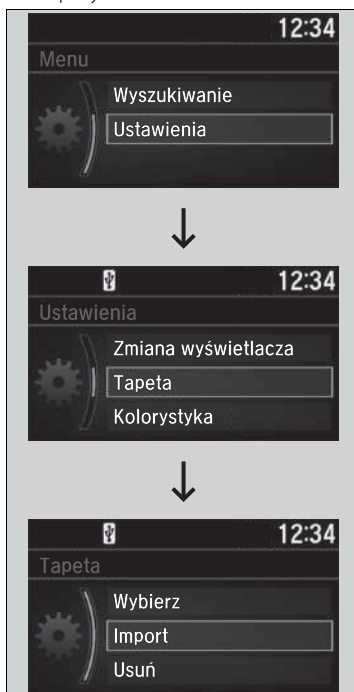 12:34
Menu
Wyszukiwanie
Ustawienia
12:34
Ustawienia
Zmiana wyświetlacza
Tapeta
Kolorystyka
12:34
Tapeta
Wybierz
Import
Usuń